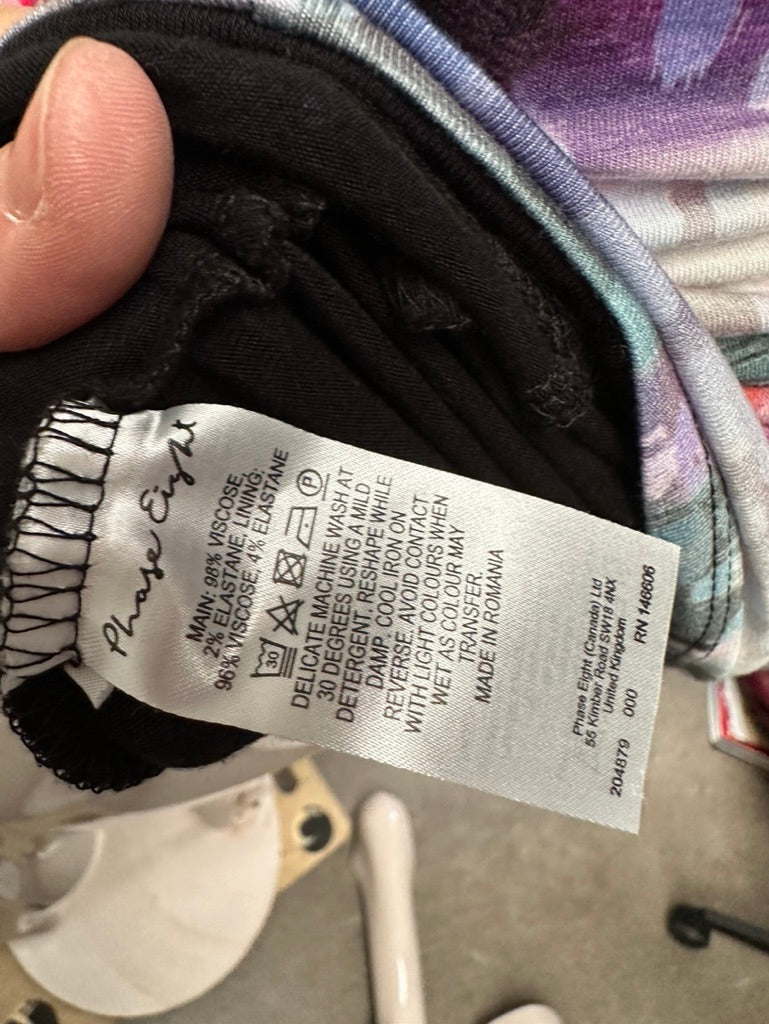 Phase Eight
MAIN: 98% VISCOSE
2% ELASTANE. LINING:
96% VISCOSE, 4% ELASTANE
30
P
DELICATE MACHINE WASH AT
30 DEGREES USING A MILD
DETERGENT. RESHAPE WHILE
DAMP. COOL IRON ON
REVERSE. AVOID CONTACT
WITH LIGHT COLOURS WHEN
WET AS COLOUR MAY
TRANSFER.
MADE IN ROMANIA
Phase Eight (Canada) Ltd
55 Kimber Road SW18 4NX
United Kingdom
204879 000 RN 146606